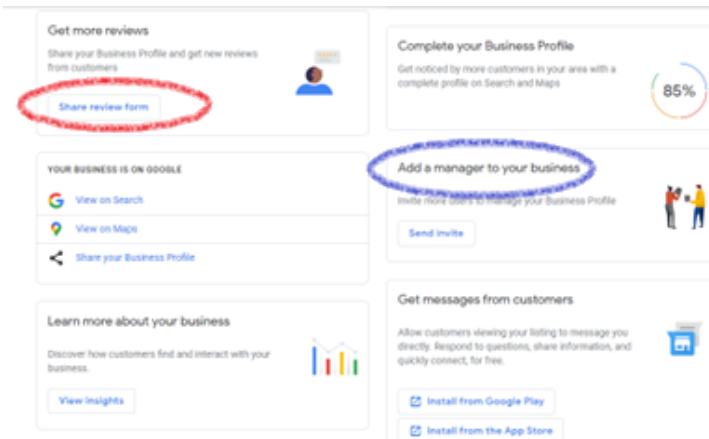 Get more reviews
Share your Business Profile and get new reviews
from customers
Share review form
YOUR BUSINESS IS ON GOOGLE
View on Search
View on Maps
Share your Business Profile
Learn more about your business
Discover how customers find and interact with your
business.
View insights
Complete your Business Profile
Get noticed by more customers in your area with a
complete profile on Search and Maps
85%
Add a manager to your business
Invite more users to manage your Business Profile
Send invite
Get messages from customers
Allow customers viewing your listing to message you
directly. Respond to questions, share information, and
quickly connect, for free.
Install from Google Play
Install from the App Store